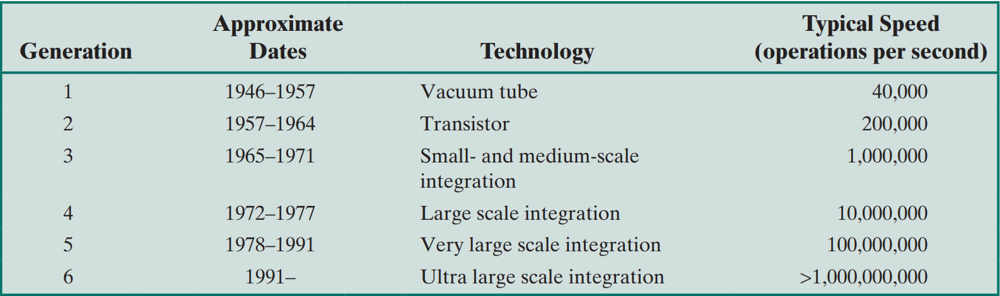 Approximate Typical Speed
Generation Dates Technology (operations per second)
1 1946–1957 Vacuum tube 40,000
2 1957–1964 Transistor 200,000
3 1965–1971 Small- and medium-scale 1,000,000
integration
4 1972–1977 Large scale integration 10,000,000
5 1978–1991 Very large scale integration 100,000,000
6 1991– Ultra large scale integration >1,000,000,000